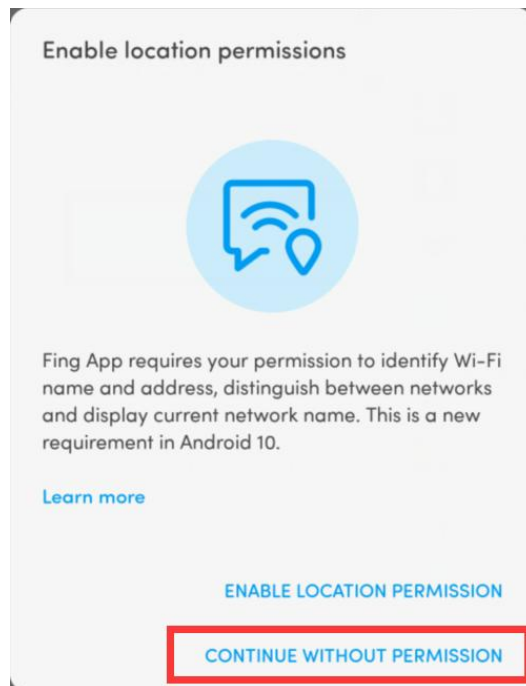 Enable location permissions
Fing App requires your permission to identify Wi-Fi
name and address, distinguish between networks
and display current network name. This is a new
requirement in Android 10.
Learn more
ENABLE LOCATION PERMISSION
CONTINUE WITHOUT PERMISSION